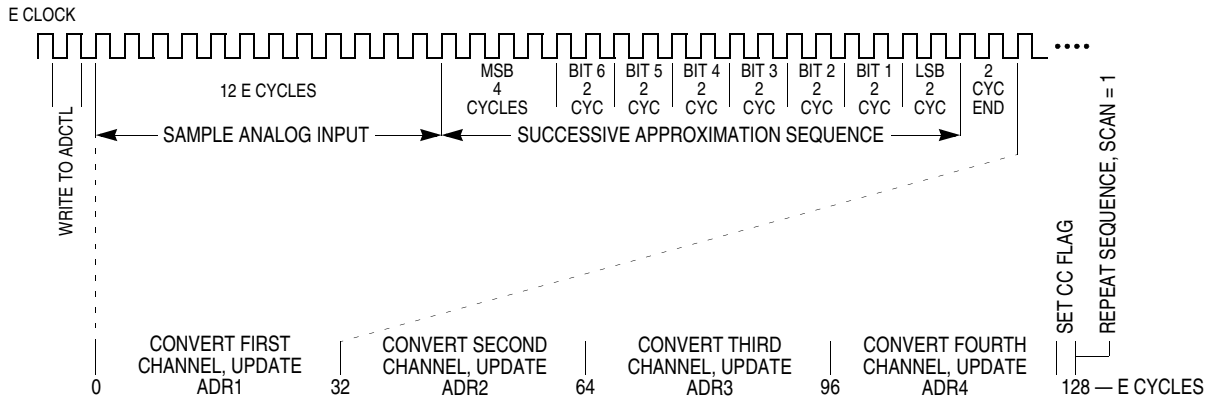 E CLOCK
MSB
4
CYCLES
BIT 6
2
CYC
BIT 5
2
CYC
BIT 4
2
CYC
BIT 3
2
CYC
BIT 2
2
CYC
BIT 1
2
CYC
LSB
2
CYC
2
CYC
END
12 E CYCLES
WRITE TO ADCTL
SAMPLE ANALOG INPUT
SUCCESSIVE APPROXIMATION SEQUENCE
SET CC FLAG
REPEAT SEQUENCE, SCAN = 1
CONVERT FIRST
CHANNEL, UPDATE
ADR1
CONVERT SECOND
CHANNEL, UPDATE
ADR2
CONVERT THIRD
CHANNEL, UPDATE
ADR3
CONVERT FOURTH
CHANNEL, UPDATE
ADR4
0
32
64
96
128 — E CYCLES